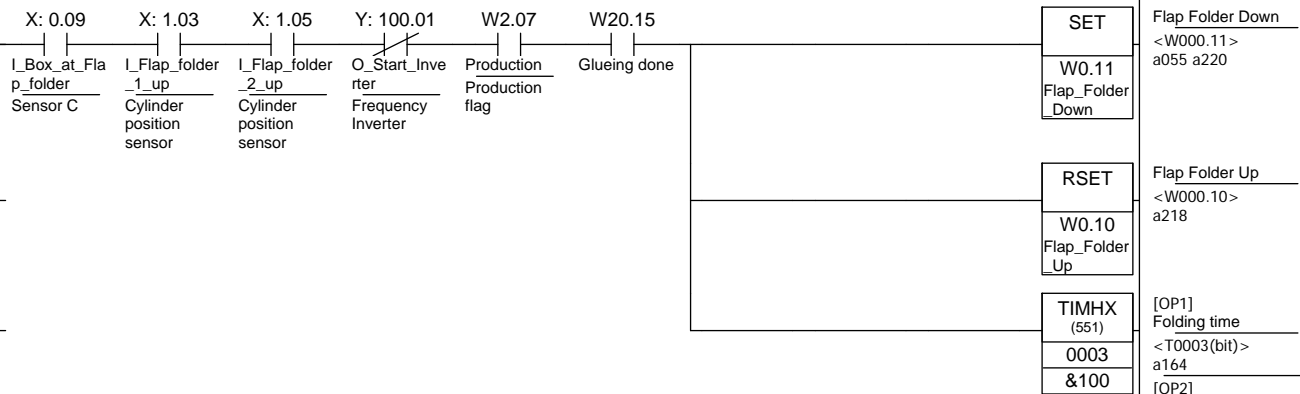 X: 0.09
X: 1.03
X: 1.05
Y: 100.01
W2.07
W20.15
I_Box_at_Fla
p_folder
Sensor C
I_Flap_folder
_1_up
Cylinder
position
sensor
I_Flap_folder
_2_up
Cylinder
position
sensor
O_Start_Inve
rter
Frequency
Inverter
Production
Production
flag
Glueing done
SET
W0.11
Flap_Folder
_Down
Flap Folder Down
<W000.11>
a055 a220
RSET
W0.10
Flap_Folder
_Up
Flap Folder Up
<W000.10>
a218
TIMHX
(551)
0003
&100
[OP1]
Folding time
<T0003(bit)>
a164
[OP2]